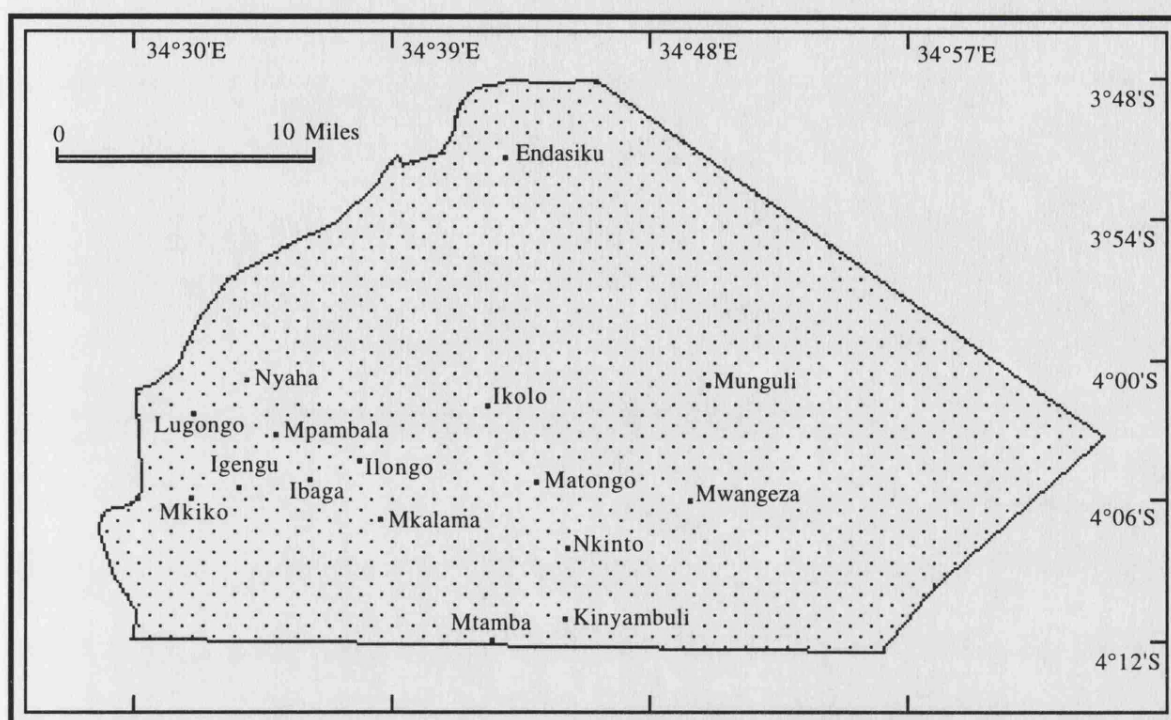 34°30'E 34°39'E 34°48'E 34°57'E
3°48'S
0 10 Miles
Endasiku
3°54'S
Nyaha
Munguli
4°00'S
Ikolo
Lugongo
Mpambala
Igengu
Ilongo
Ibaga
Matongo
Mwangeza
Mkiko
4°06'S
Mkalama
Nkinto
Mtamba
Kinyambuli
4°12'S